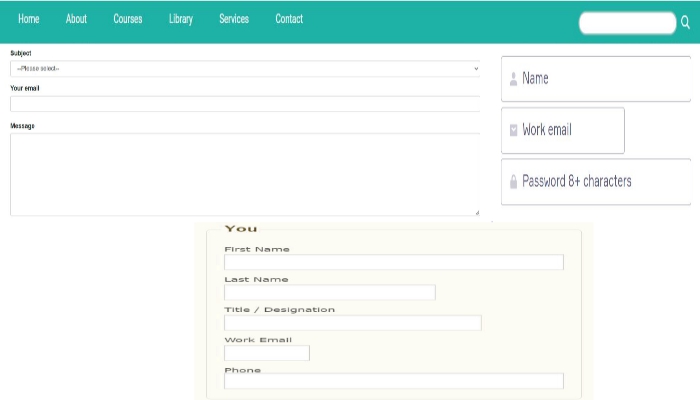 Home About Courses Library Services Contact
Subject
--Please select--
Your email
Message
Name
Work email
Password 8+ characters
You
First Name
Last Name
Title / Designation
Work Email
Phone